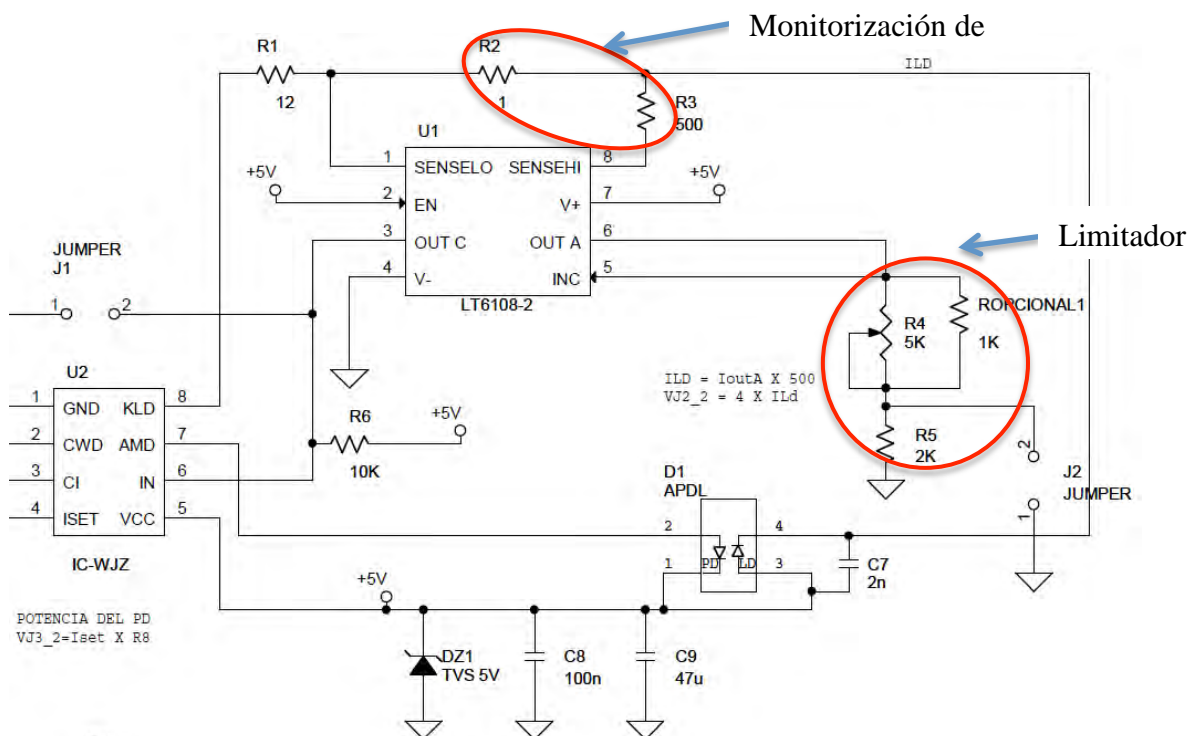 Monitorización de
R1
12
R2
1
ILD
R3
500
U1
1 SENSELO SENSEHI 8
+5V
+5V
2 EN V+ 7
3 OUT C OUT A 6
4 V- INC 5
LT6108-2
Limitador
JUMPER
J1
1 2
ROPCIONAL1
1K
R4
5K
ILD = IoutA X 500
VJ2_2 = 4 X ILd
U2
1 GND KLD 8
2 CWD AMD 7
3 CI IN 6
4 ISET VCC 5
IC-WJZ
R6
10K
+5V
R5
2K
2
J2
JUMPER
1
D1
APDL
2 4
1 PD LD 3
C7
2n
+5V
POTENCIA DEL PD
VJ3_2=Iset X R8
DZ1
TVS 5V
C8
100n
C9
47u